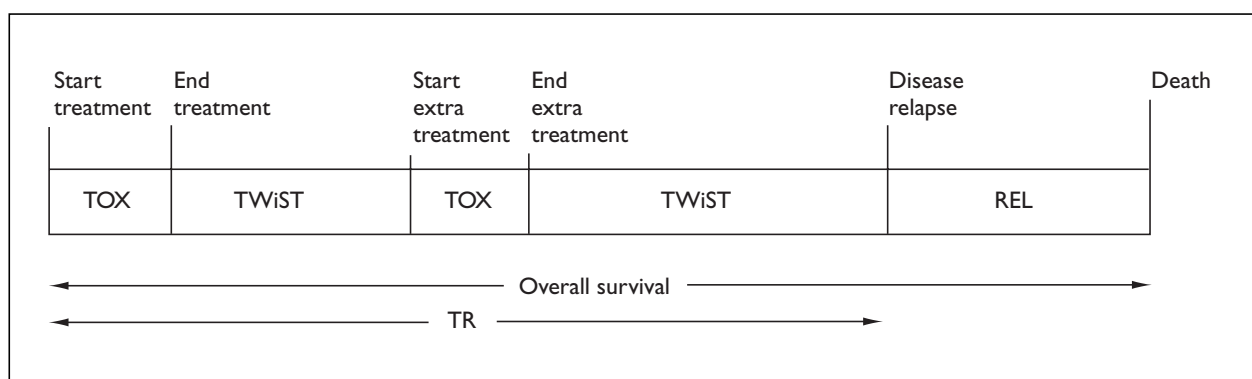 Start
treatment
End
treatment
Start
extra
treatment
End
extra
treatment
Disease
relapse
Death
TOX
TWiST
TOX
TWiST
REL
Overall survival
TR